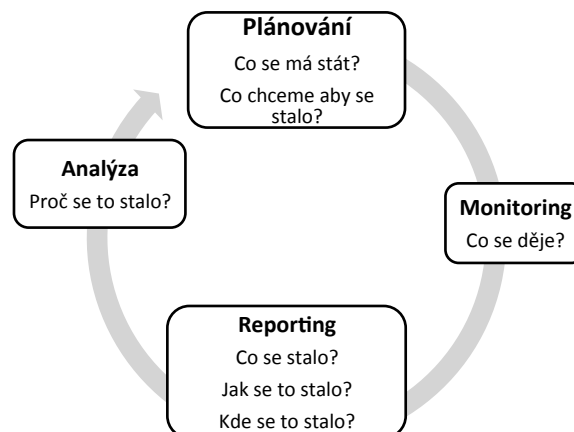 Plánování
Co se má stát?
Co chceme aby se
stalo?
Monitoring
Co se děje?
Reporting
Co se stalo?
Jak se to stalo?
Kde se to stalo?
Analýza
Proč se to stalo?